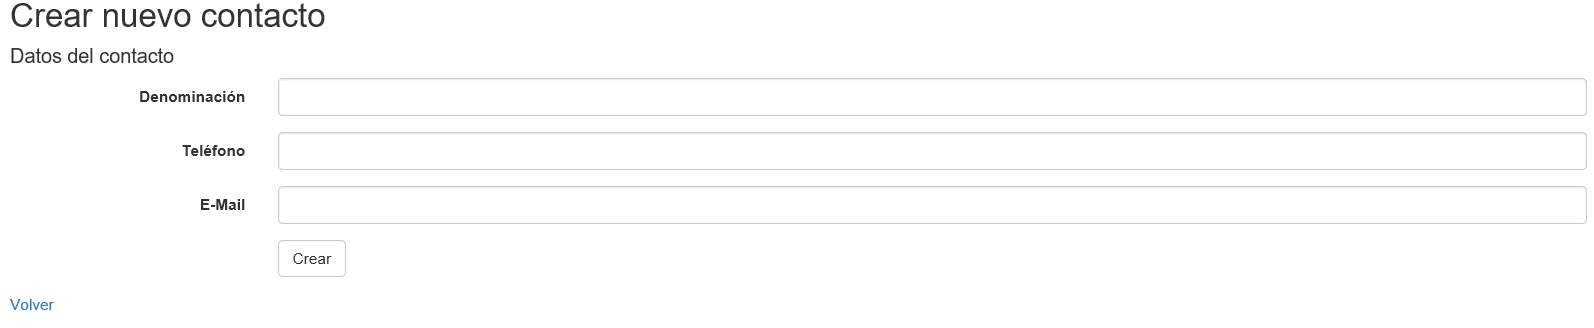 Crear nuevo contacto
Datos del contacto
Denominación
Teléfono
E-Mail
Crear
Volver